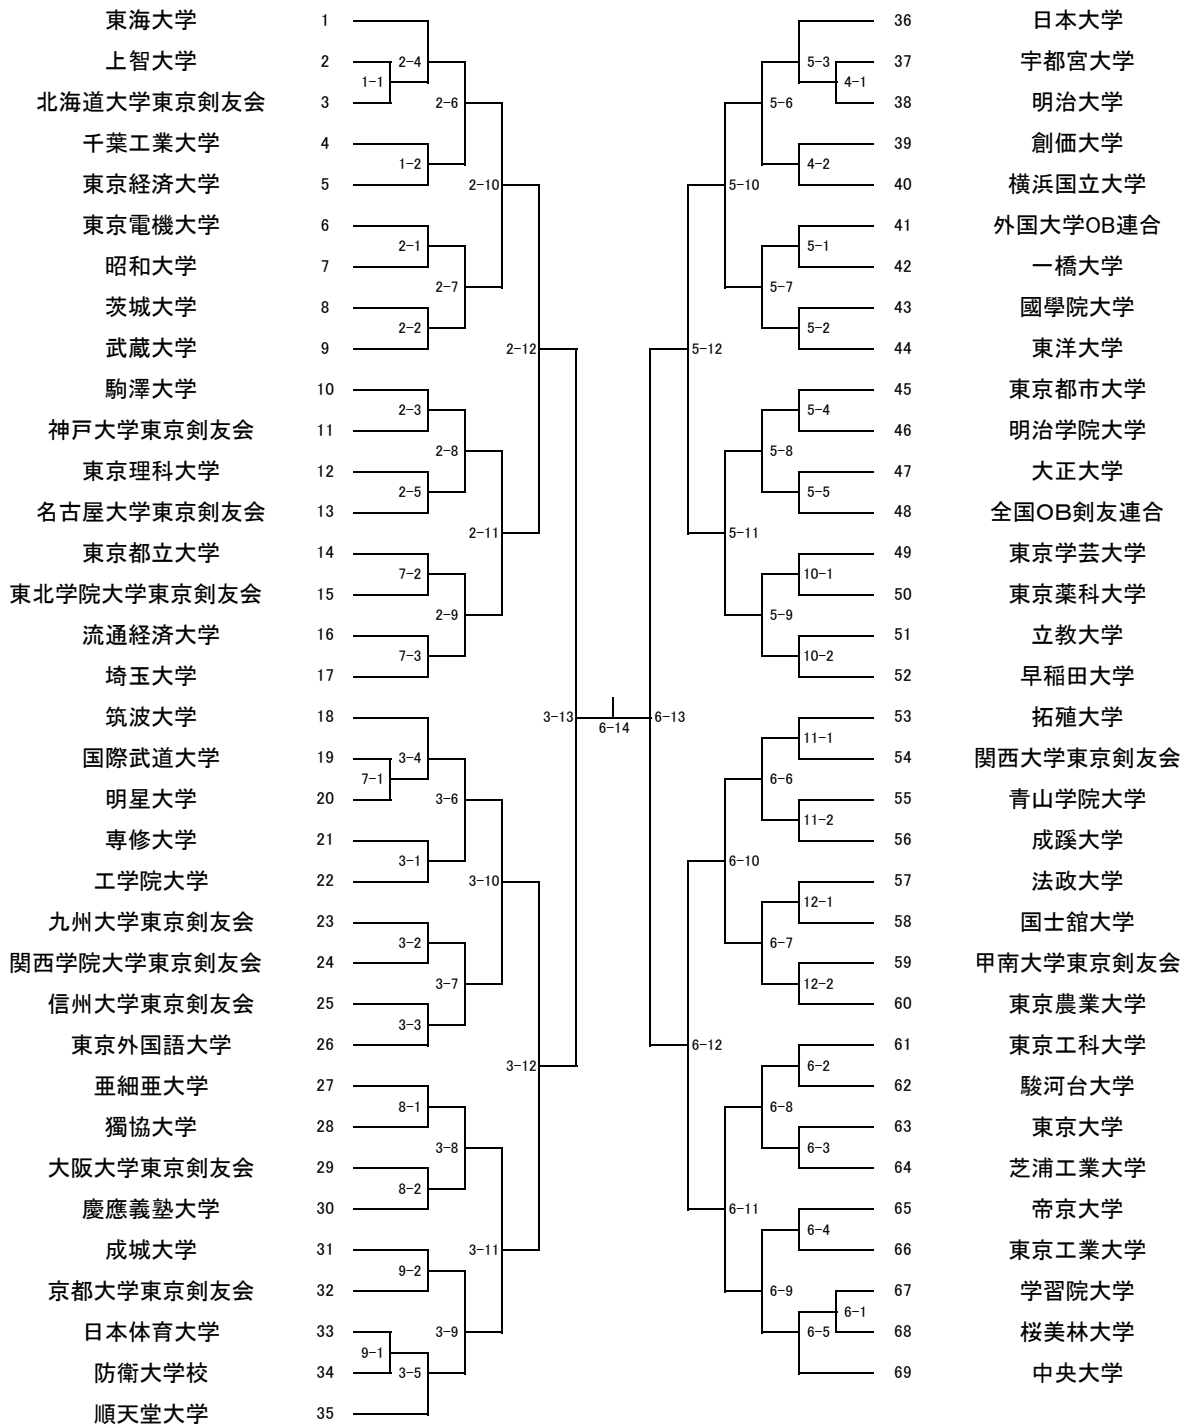 東海大学 1
上智大学 2
北海道大学東京剣友会 3
千葉工業大学 4
東京経済大学 5
東京電機大学 6
昭和大学 7
茨城大学 8
武蔵大学 9
駒澤大学 10
神戸大学東京剣友会 11
東京理科大学 12
名古屋大学東京剣友会 13
東京都立大学 14
東北学院大学東京剣友会 15
流通経済大学 16
埼玉大学 17
筑波大学 18
国際武道大学 19
明星大学 20
専修大学 21
工学院大学 22
九州大学東京剣友会 23
関西学院大学東京剣友会 24
信州大学東京剣友会 25
東京外国語大学 26
亜細亜大学 27
獨協大学 28
大阪大学東京剣友会 29
慶應義塾大学 30
成城大学 31
京都大学東京剣友会 32
日本体育大学 33
防衛大学校 34
順天堂大学 35
1-1
2-4
1-2
2-6
2-1
2-2
2-7
2-10
2-3
2-5
2-8
7-2
7-3
2-9
2-11
2-12
7-1
3-4
3-1
3-6
3-2
3-3
3-7
3-10
8-1
8-2
3-8
9-2
9-1
3-5
3-9
3-11
3-12
3-13
6-14
6-13
5-12
5-10
5-6
5-3
4-1
4-2
5-7
5-1
5-2
5-11
5-8
5-4
5-5
5-9
10-1
10-2
6-12
6-10
6-6
11-1
11-2
6-7
12-1
12-2
6-11
6-8
6-2
6-3
6-9
6-4
6-5
6-1
36 日本大学
37 宇都宮大学
38 明治大学
39 創価大学
40 横浜国立大学
41 外国大学OB連合
42 一橋大学
43 國學院大学
44 東洋大学
45 東京都市大学
46 明治学院大学
47 大正大学
48 全国OB剣友連合
49 東京学芸大学
50 東京薬科大学
51 立教大学
52 早稲田大学
53 拓殖大学
54 関西大学東京剣友会
55 青山学院大学
56 成蹊大学
57 法政大学
58 国士舘大学
59 甲南大学東京剣友会
60 東京農業大学
61 東京工科大学
62 駿河台大学
63 東京大学
64 芝浦工業大学
65 帝京大学
66 東京工業大学
67 学習院大学
68 桜美林大学
69 中央大学